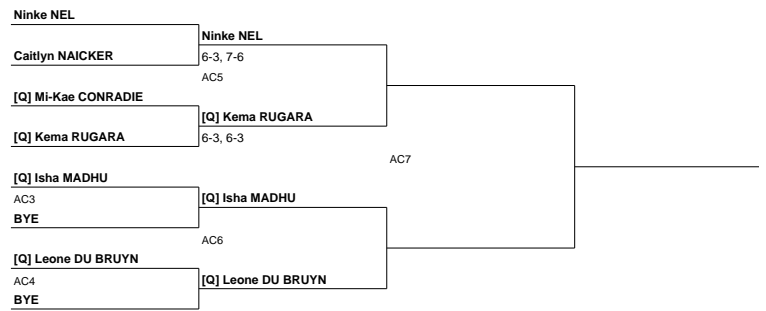 Ninke NEL
Ninke NEL
Caitlyn NAICKER
6-3, 7-6
AC5
[Q] Mi-Kae CONRADIE
[Q] Kema RUGARA
[Q] Kema RUGARA
6-3, 6-3
AC7
[Q] Isha MADHU
AC3
[Q] Isha MADHU
BYE
AC6
[Q] Leone DU BRUYN
AC4
[Q] Leone DU BRUYN
BYE